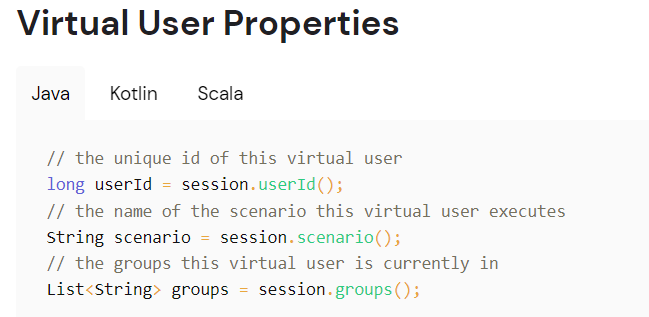 Virtual User Properties
Java Kotlin Scala
// the unique id of this virtual user
long userId = session.userId();
// the name of the scenario this virtual user executes
String scenario = session.scenario();
// the groups this virtual user is currently in
List<String> groups = session.groups();